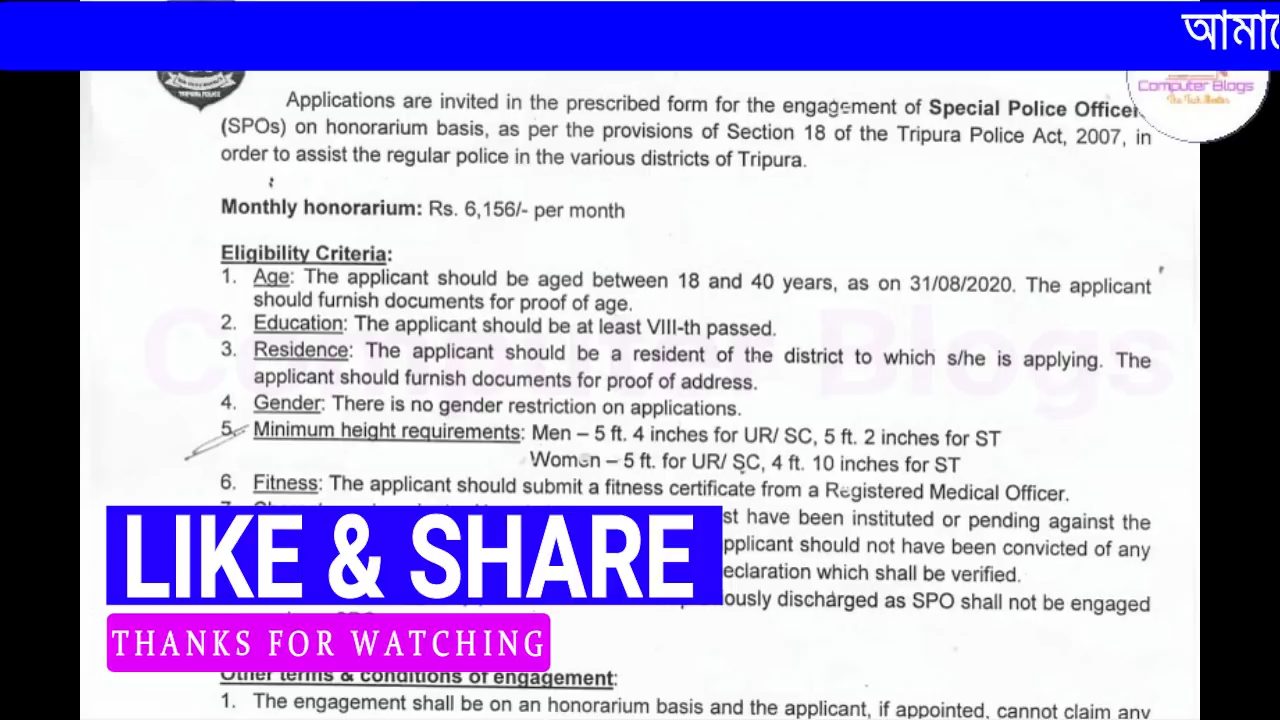 আমা
TRIPURA POLICE
Computer Blogs
The Tech Master
Applications are invited in the prescribed form for the engagement of Special Police Officer
(SPOs) on honorarium basis, as per the provisions of Section 18 of the Tripura Police Act, 2007, in
order to assist the regular police in the various districts of Tripura.
Monthly honorarium: Rs. 6,156/- per month
Eligibility Criteria:
1. Age: The applicant should be aged between 18 and 40 years, as on 31/08/2020. The applicant
should furnish documents for proof of age.
2. Education: The applicant should be at least VIII-th passed.
3. Residence: The applicant should be a resident of the district to which s/he is applying. The
applicant should furnish documents for proof of address.
4. Gender: There is no gender restriction on applications.
5. Minimum height requirements: Men – 5 ft. 4 inches for UR/ SC, 5 ft. 2 inches for ST
Women – 5 ft. for UR/ SC, 4 ft. 10 inches for ST
6. Fitness: The applicant should submit a fitness certificate from a Registered Medical Officer.
st have been instituted or pending against the
pplicant should not have been convicted of any
eclaration which shall be verified.
ously discharged as SPO shall not be engaged
LIKE & SHARE
THANKS FOR WATCHING
Other terms & conditions of engagement:
1. The engagement shall be on an honorarium basis and the applicant, if appointed, cannot claim any